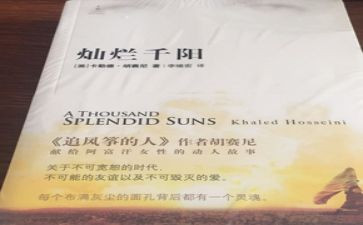 灿烂千阳
[美]卡勒德·胡赛尼 著 李继宏 译
A THOUSAND
SPLENDID SUNS
Khaled Hosseini
《追风筝的人》作者胡赛尼
献给阿富汗女性的动人故事
关于不可宽恕的时代，
不可能的友谊以及不可毁灭的爱。
每个布满灰尘的面孔背后都有一个灵魂。